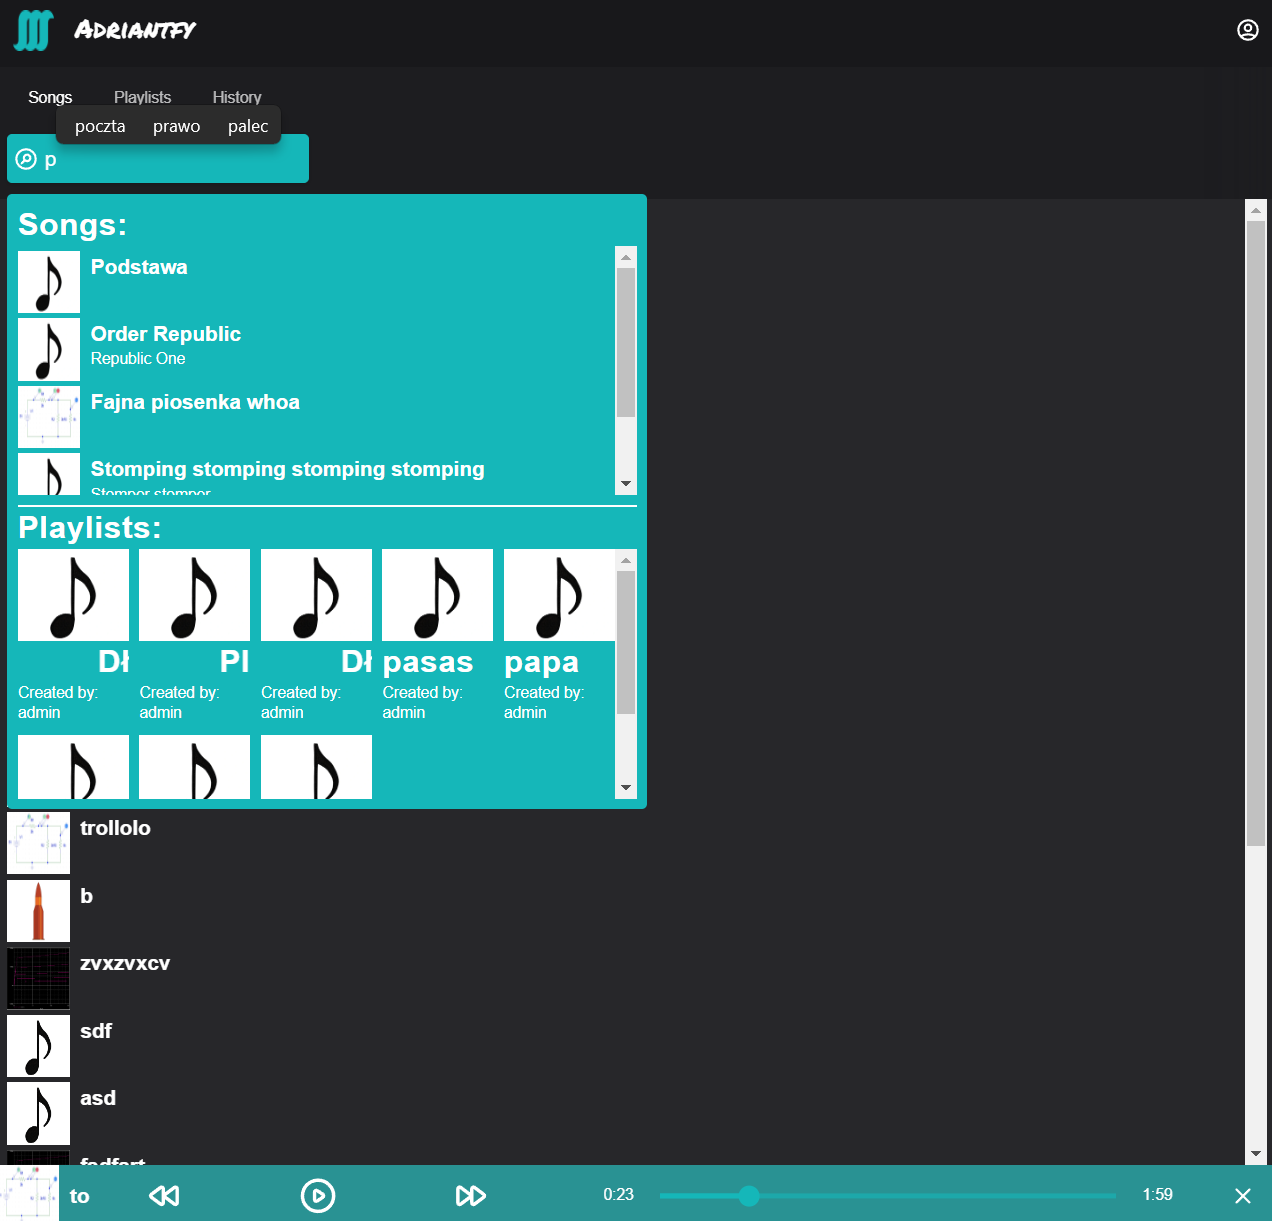 Adriantfy
Songs Playlists History
poczta prawo palec
p
Songs:
Podstawa
Order Republic
Republic One
Fajna piosenka whoa
Stomping stomping stomping stomping
Stomper stomper
Playlists:
Dł Pl Dł pasas papa
Created by: Created by: Created by: Created by: Created by:
admin admin admin admin admin
trollolo
b
zvxzvxcv
sdf
asd
to 0:23 1:59